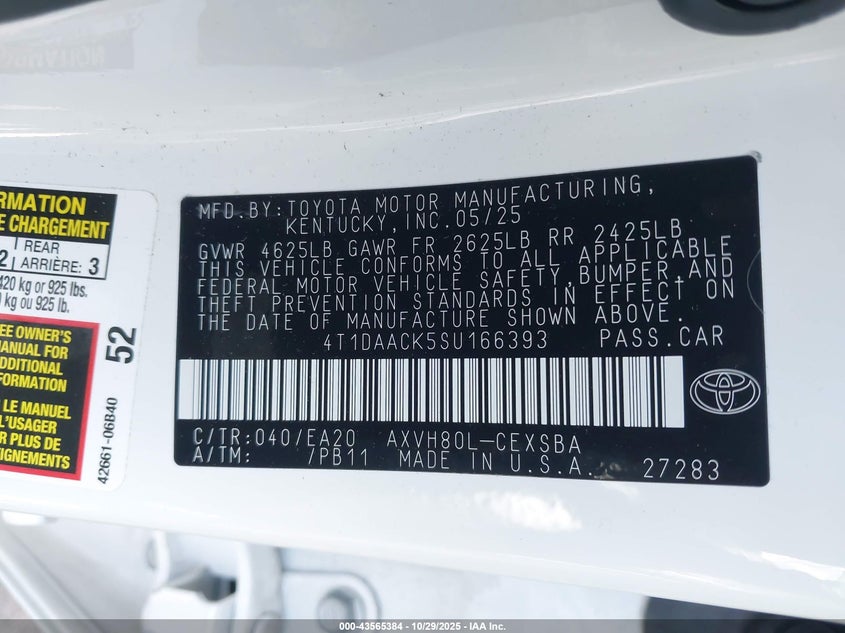 RMATION
E CHARGEMENT
2 | REAR
ARRIÈRE: 3
420 kg or 925 lbs.
kg ou 925 lb.
EE OWNER'S
MANUAL FOR
ADDITIONAL
FORMATION
LE MANUEL
L'USAGER
R PLUS DE
SEIGNEMENTS
52
42661-06B40
MFD.BY:TOYOTA MOTOR MANUFACTURING,
KENTUCKY,INC.05/25
GVWR 4625LB GAWR FR 2625LB RR 2425LB
THIS VEHICLE CONFORMS TO ALL APPLICABLE
FEDERAL MOTOR VEHICLE SAFETY,BUMPER,AND
THEFT PREVENTION STANDARDS IN EFFECT ON
THE DATE OF MANUFACTURE SHOWN ABOVE.
4T1DAACK5SU166393 PASS.CAR
C/TR:040/EA20 AXVH80L-CEXSBA
A/TM: /PB11 MADE IN U.S.A. 27283
000-43565384 | 10/29/2025 - IAA Inc.